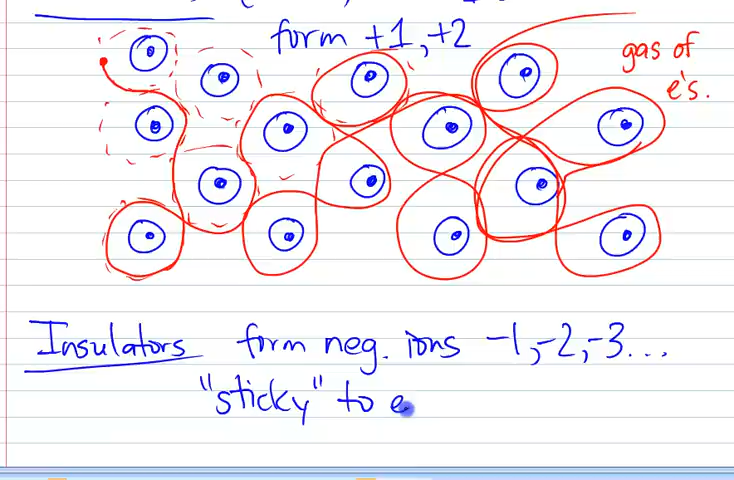 form +1, +2
gas of
e's.
Insulators form neg. ions -1, -2, -3...
"sticky" to e